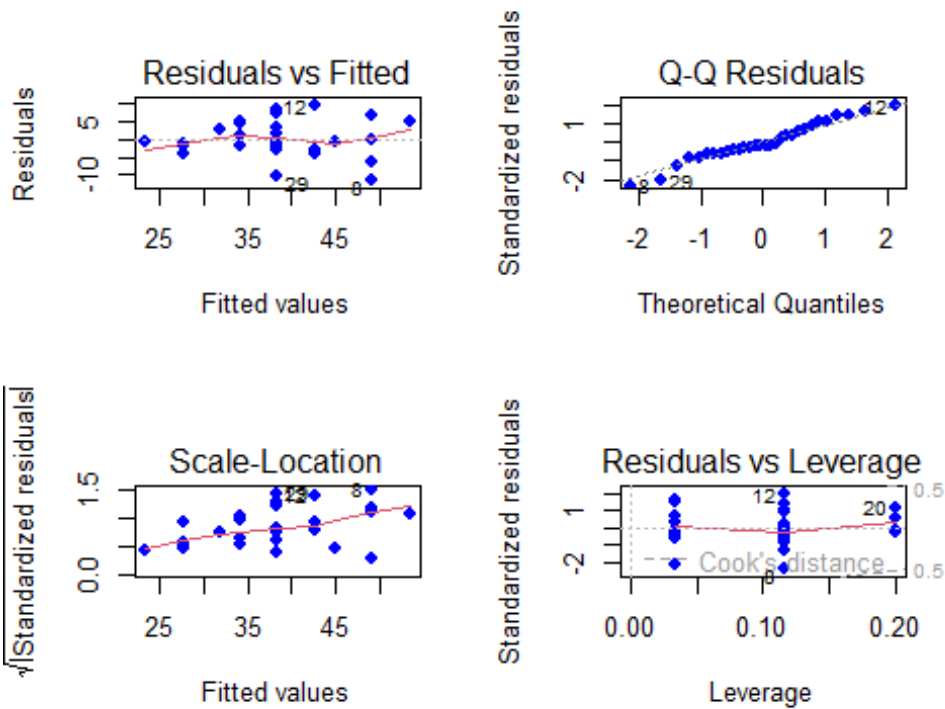 Residuals vs Fitted
Residuals
5
-10
12
29
8
25 35 45
Fitted values
Q-Q Residuals
Standardized residuals
1
-2
12
29
8
-2 -1 0 1 2
Theoretical Quantiles
Scale-Location
√|Standardized residuals|
1.5
0.0
8
25 35 45
Fitted values
Residuals vs Leverage
Standardized residuals
1
-2
12
20
8
0.5
0.5
Cook's distance
0.00 0.10 0.20
Leverage